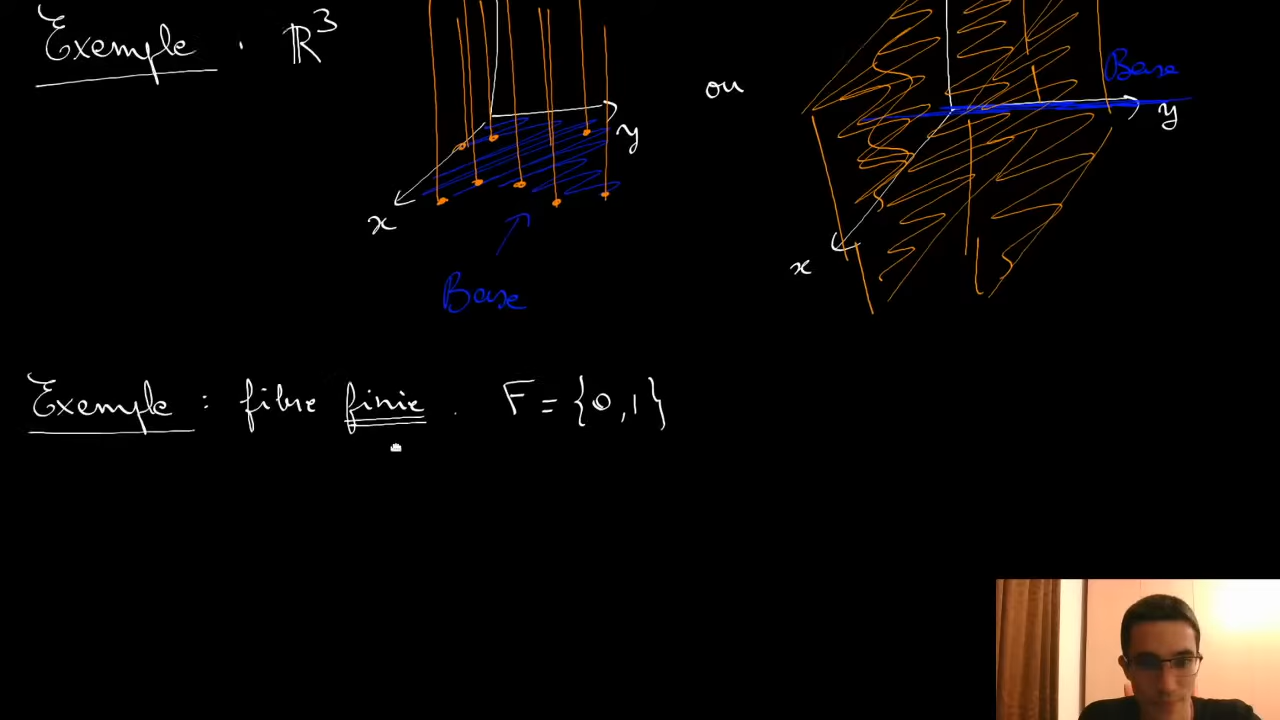 Exemple . ℝ³
ou
Base
y
y
x
x
Base
Exemple : fibre finie . F = {0,1}